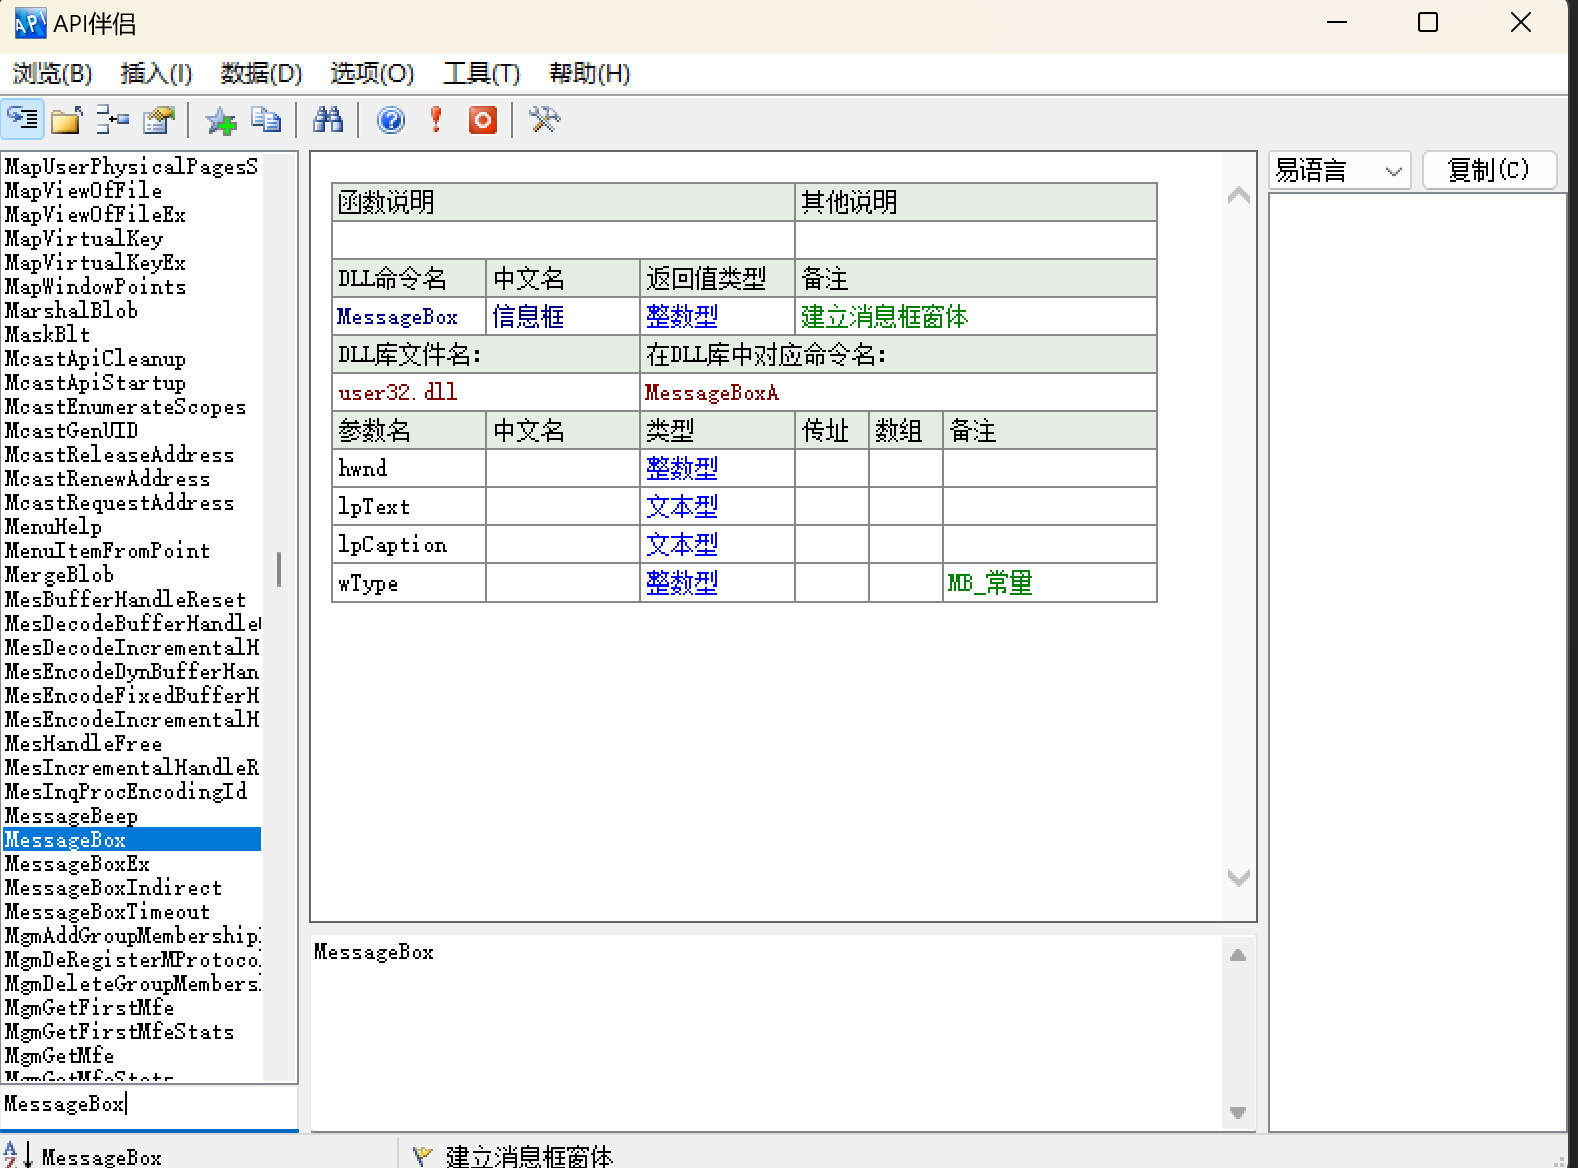 API伴侣
浏览(B) 插入(I) 数据(D) 选项(O) 工具(T) 帮助(H)
MapUserPhysicalPagesS
MapViewOfFile
MapViewOfFileEx
MapVirtualKey
MapVirtualKeyEx
MapWindowPoints
MarshalBlob
MaskBlt
McastApiCleanup
McastApiStartup
McastEnumerateScopes
McastGenUID
McastReleaseAddress
McastRenewAddress
McastRequestAddress
MenuHelp
MenuItemFromPoint
MergeBlob
MesBufferHandleReset
MesDecodeBufferHandle
MesDecodeIncrementalH
MesEncodeDynBufferHan
MesEncodeFixedBufferH
MesEncodeIncrementalH
MesHandleFree
MesIncrementalHandleR
MesInqProcEncodingId
MessageBeep
MessageBox
MessageBoxEx
MessageBoxIndirect
MessageBoxTimeout
MgmAddGroupMembership
MgmDeRegisterMProtoco
MgmDeleteGroupMembers
MgmGetFirstMfe
MgmGetFirstMfeStats
MgmGetMfe
MgmGetMfeStats
MessageBox
函数说明 其他说明
DLL命令名 中文名 返回值类型 备注
MessageBox 信息框 整数型 建立消息框窗体
DLL库文件名: 在DLL库中对应命令名:
user32.dll MessageBoxA
参数名 中文名 类型 传址 数组 备注
hwnd 整数型
lpText 文本型
lpCaption 文本型
wType 整数型 MB_常量
MessageBox
易语言 复制(C)
MessageBox 建立消息框窗体